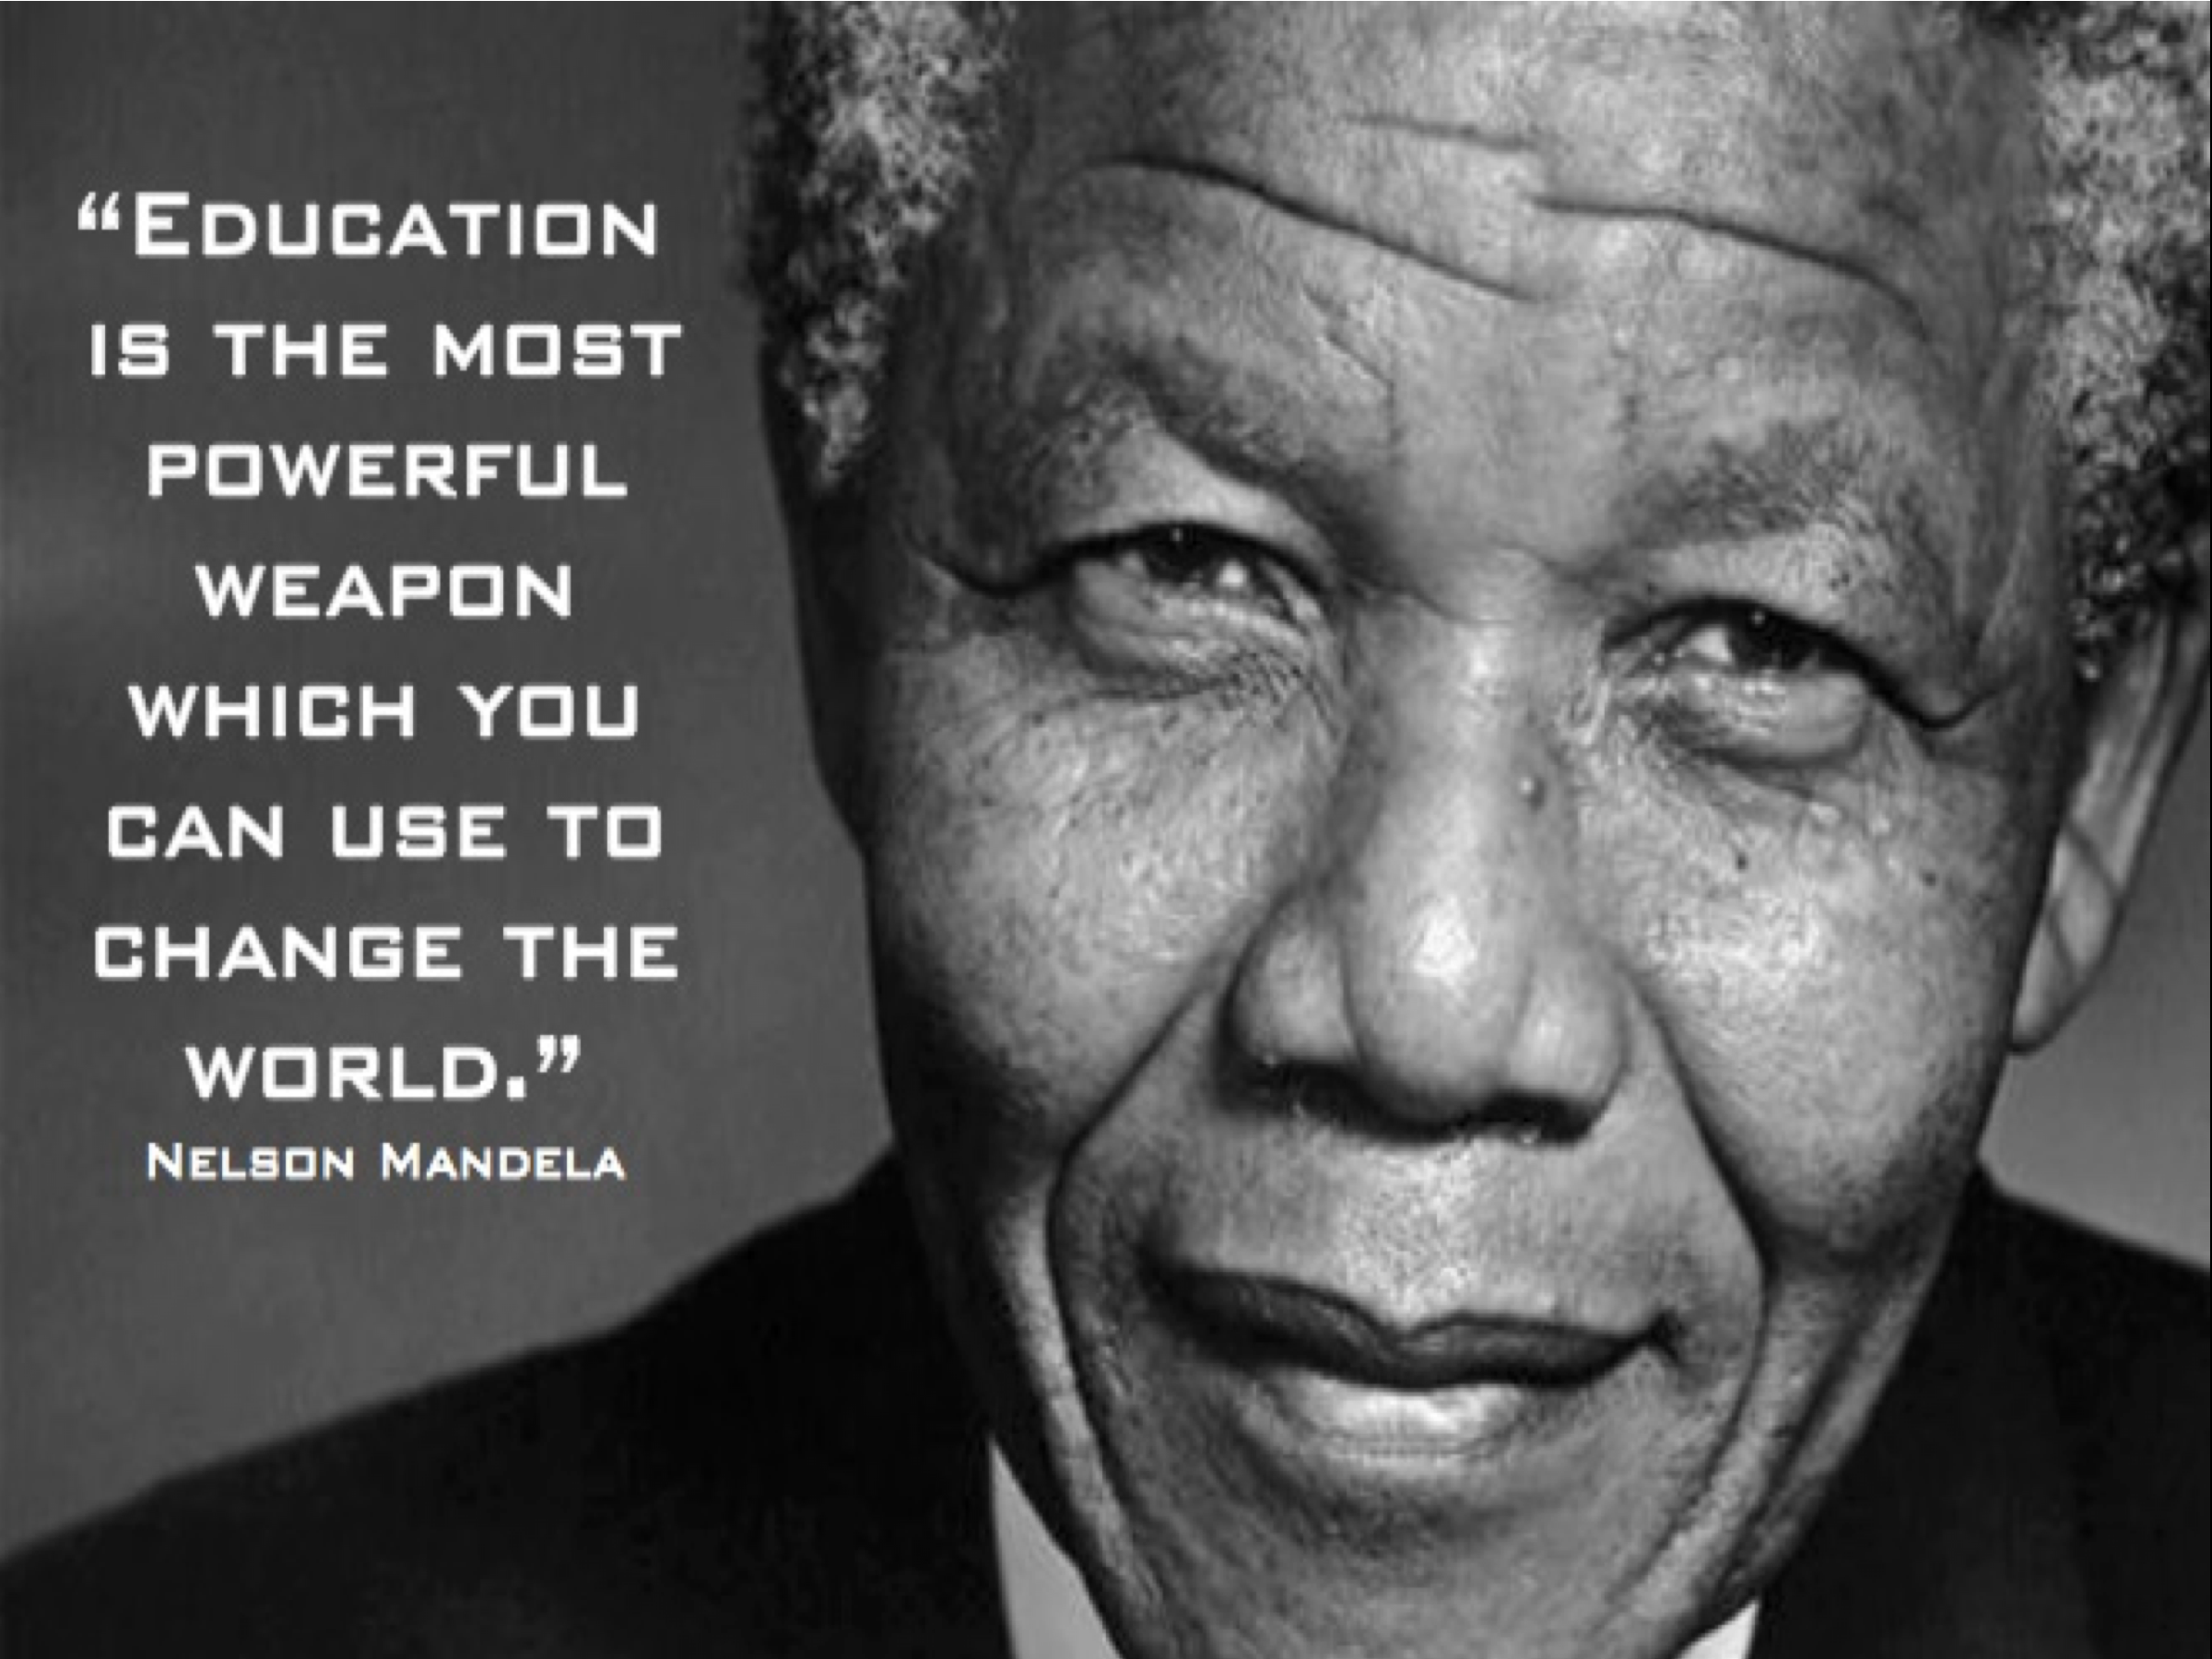 “Education
is the most
powerful
weapon
which you
can use to
change the
world.”
Nelson Mandela